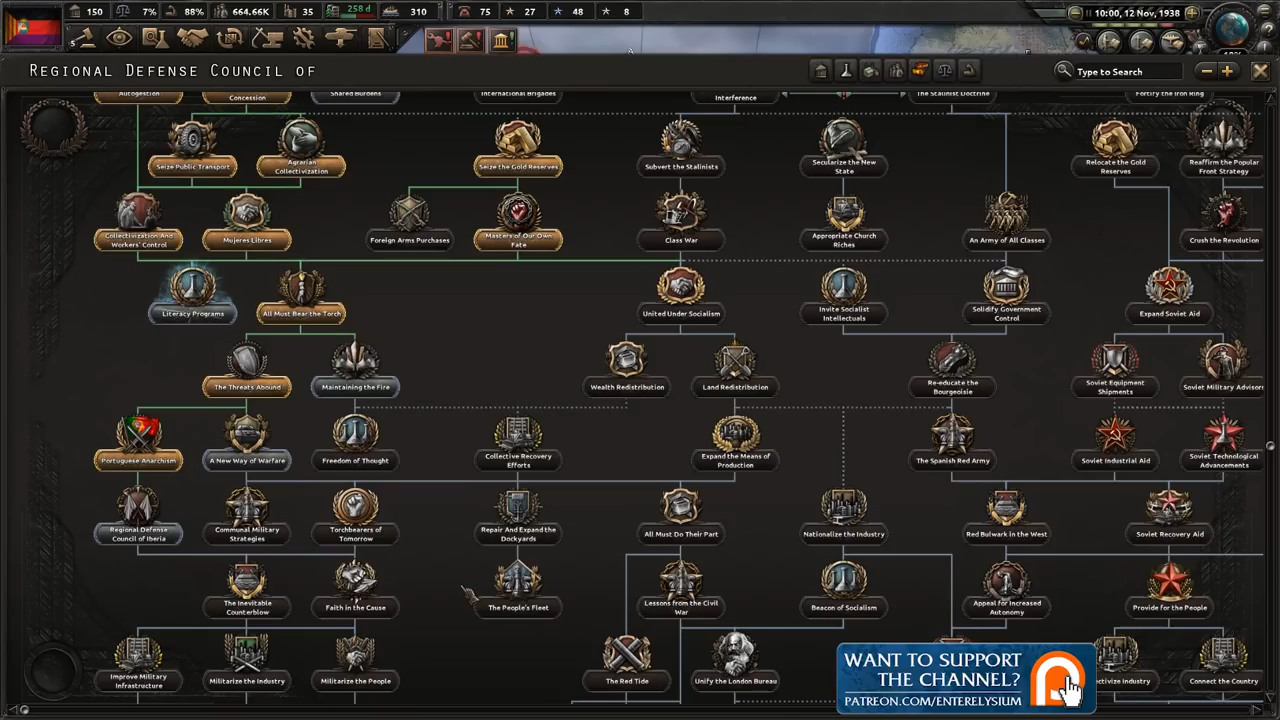 150 7% 88% 664.66K 35 258 d 310 75 27 48 8
10:00, 12 Nov, 1938
REGIONAL DEFENSE COUNCIL OF
Type to Search
Autogestion
Concession
Shared Burdens
International Brigades
Interference
The Stalinist Doctrine
Fortify the Iron Ring
Seize Public Transport
Agrarian
Collectivization
Seize the Gold Reserves
Subvert the Stalinists
Secularize the New
State
Relocate the Gold
Reserves
Reaffirm the Popular
Front Strategy
Collectivization And
Workers' Control
Mujeres Libres
Foreign Arms Purchases
Masters of Our Own
Fate
Class War
Appropriate Church
Riches
An Army of All Classes
Crush the Revolution
Literacy Programs
All Must Bear the Torch
United Under Socialism
Invite Socialist
Intellectuals
Solidify Government
Control
Expand Soviet Aid
The Threats Abound
Maintaining the Fire
Wealth Redistribution
Land Redistribution
Re-educate the
Bourgeoisie
Soviet Equipment
Shipments
Soviet Military Advisors
Portuguese Anarchism
A New Way of Warfare
Freedom of Thought
Collective Recovery
Efforts
Expand the Means of
Production
The Spanish Red Army
Soviet Industrial Aid
Soviet Technological
Advancements
Regional Defense
Council of Iberia
Communal Military
Strategies
Torchbearers of
Tomorrow
Repair And Expand the
Dockyards
All Must Do Their Part
Nationalize the Industry
Red Bulwark in the West
Soviet Recovery Aid
The Inevitable
Counterblow
Faith in the Cause
The People's Fleet
Lessons from the Civil
War
Beacon of Socialism
Appeal for Increased
Autonomy
Provide for the People
Improve Military
Infrastructure
Militarize the Industry
Militarize the People
The Red Tide
Unify the London Bureau
Connect the Country
WANT TO SUPPORT
THE CHANNEL?
PATREON.COM/ENTERELYSIUM